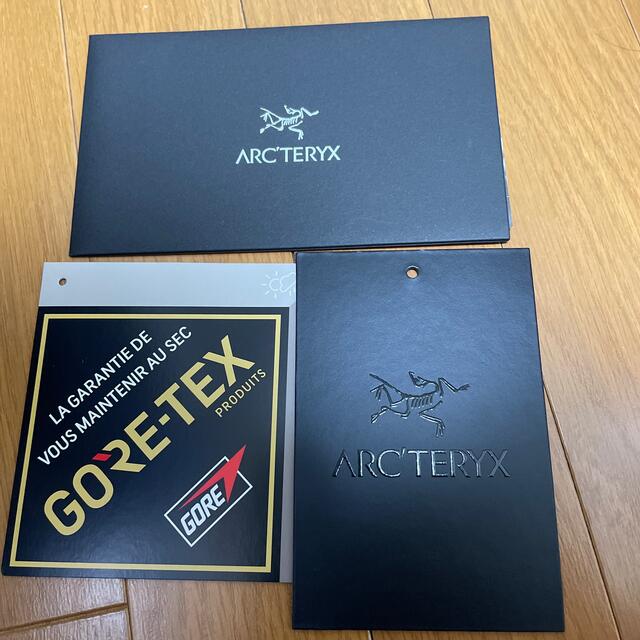 ARC'TERYX
LA GARANTIE DE
VOUS MAINTENIR AU SEC
GORE-TEX
PRODUITS
GORE
ARC'TERYX